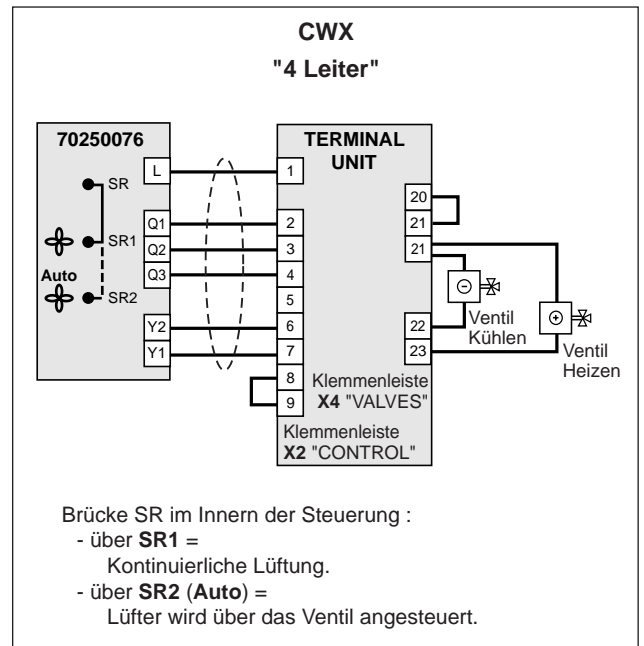 CWX
"4 Leiter"
70250076
TERMINAL
UNIT
L
SR
Q1
SR1
Q2
Auto
Q3
SR2
Y2
Y1
1
2
3
4
5
6
7
8
9
20
21
21
22
23
Ventil
Kühlen
Ventil
Heizen
Klemmenleiste
X4 "VALVES"
Klemmenleiste
X2 "CONTROL"
Brücke SR im Innern der Steuerung :
- über SR1 =
Kontinuierliche Lüftung.
- über SR2 (Auto) =
Lüfter wird über das Ventil angesteuert.